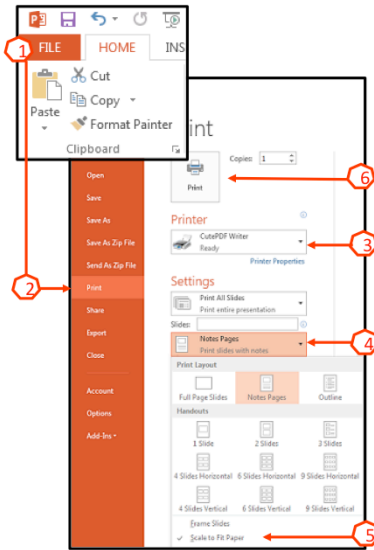 1
FILE
HOME
INS
Cut
Copy
Paste
Format Painter
Clipboard
int
Copies: 1
Print
6
Open
Save
Save As
Save As Zip File
Send As Zip File
2
Print
Share
Export
Close
Account
Options
Add-Ins
Printer
CutePDF Writer
Ready
3
Printer Properties
Settings
Print All Slides
Print entire presentation
Slides:
Notes Pages
Print slides with notes
4
Print Layout
Full Page Slides
Notes Pages
Outline
Handouts
1 Slide
2 Slides
3 Slides
4 Slides Horizontal
6 Slides Horizontal
9 Slides Horizontal
4 Slides Vertical
6 Slides Vertical
9 Slides Vertical
Frame Slides
Scale to Fit Paper
5